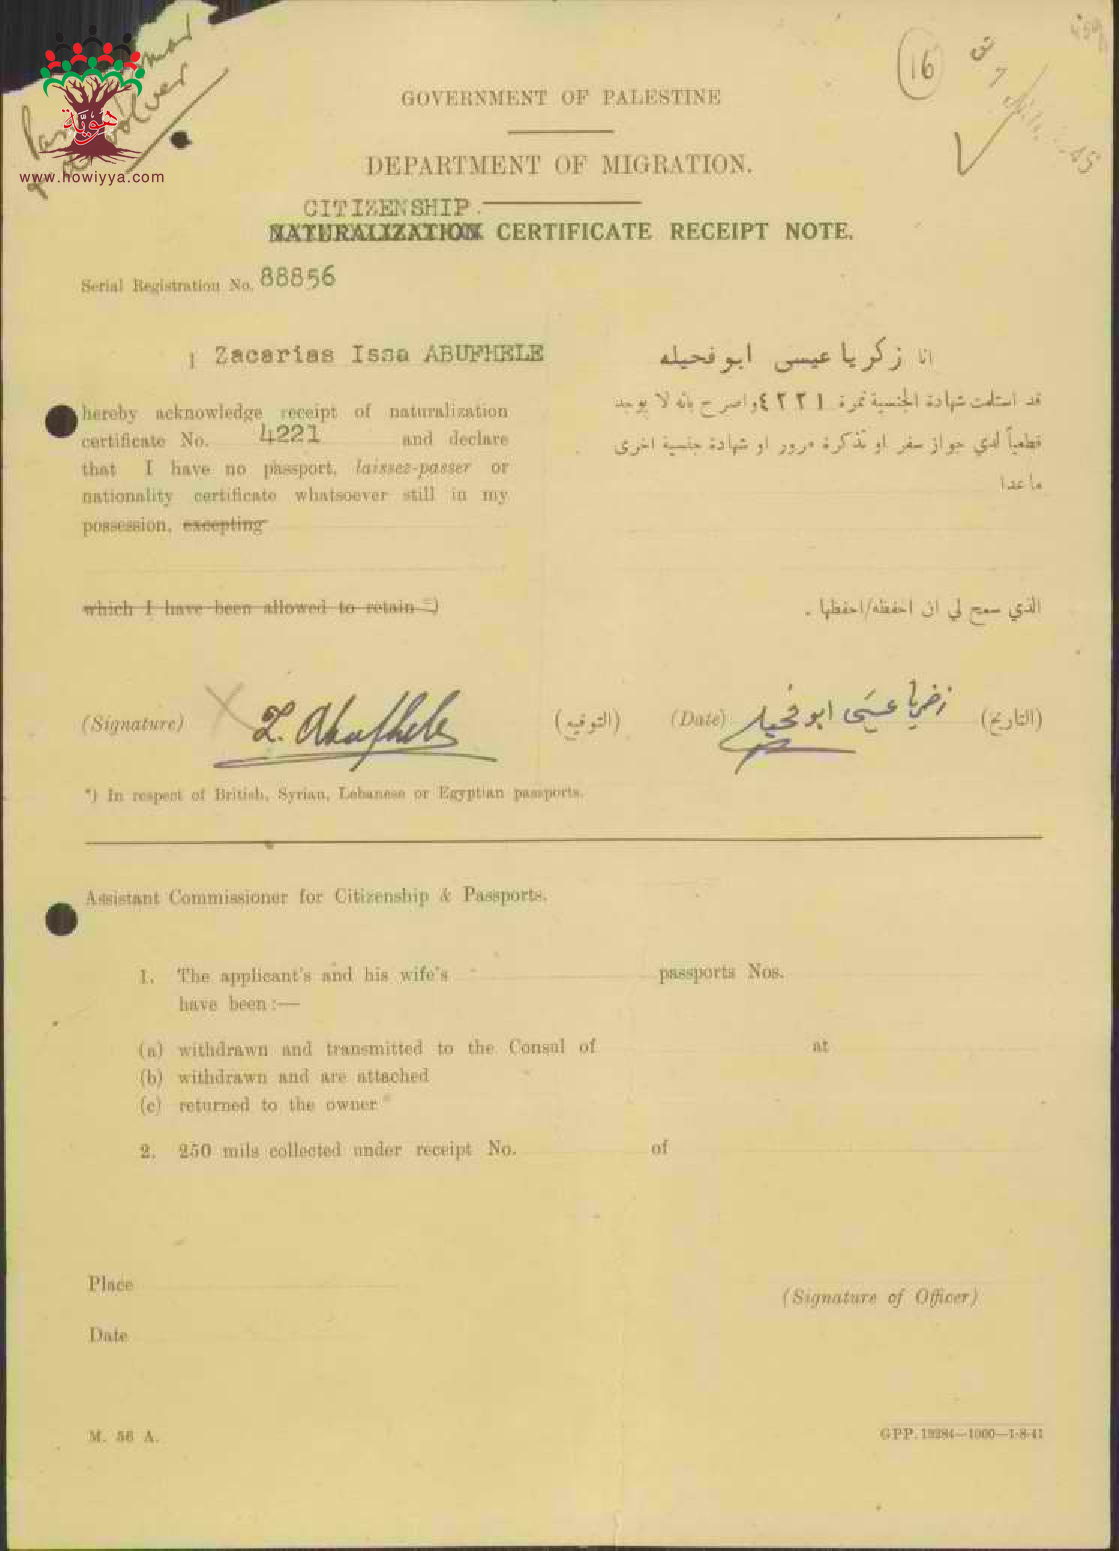 هوية
www.howiyya.com
16
GOVERNMENT OF PALESTINE
DEPARTMENT OF MIGRATION.
CITIZENSHIP.
NATURALIZATION CERTIFICATE RECEIPT NOTE.
Serial Registration No. 88856
I Zacarias Issa ABUFHELE
hereby acknowledge receipt of naturalization
certificate No. 4221 and declare
that I have no passport, laissez-passer or
nationality certificate whatsoever still in my
possession, excepting
which I have been allowed to retain *)
انا زكريا عيسى ابو فحيله
قد استلمت شهادة الجنسية نمرة ٤٢٢١ واصرح بانه لا يوجد
قطعياً لدي جواز سفر او تذكرة مرور او شهادة جنسية اخرى
ما عدا
الذي سمح لي ان احفظه/احفظها .
(Signature) Z. Abufhele (التوقيع) (Date) زكريا عيسى ابو فحيله (التاريخ)
*) In respect of British, Syrian, Lebanese or Egyptian passports.
Assistant Commissioner for Citizenship & Passports.
1. The applicant's and his wife's passports Nos.
have been:—
(a) withdrawn and transmitted to the Consul of at
(b) withdrawn and are attached
(c) returned to the owner
2. 250 mils collected under receipt No. of
Place
(Signature of Officer)
Date
M. 56 A.
GPP. 19284—1000—1-8-41